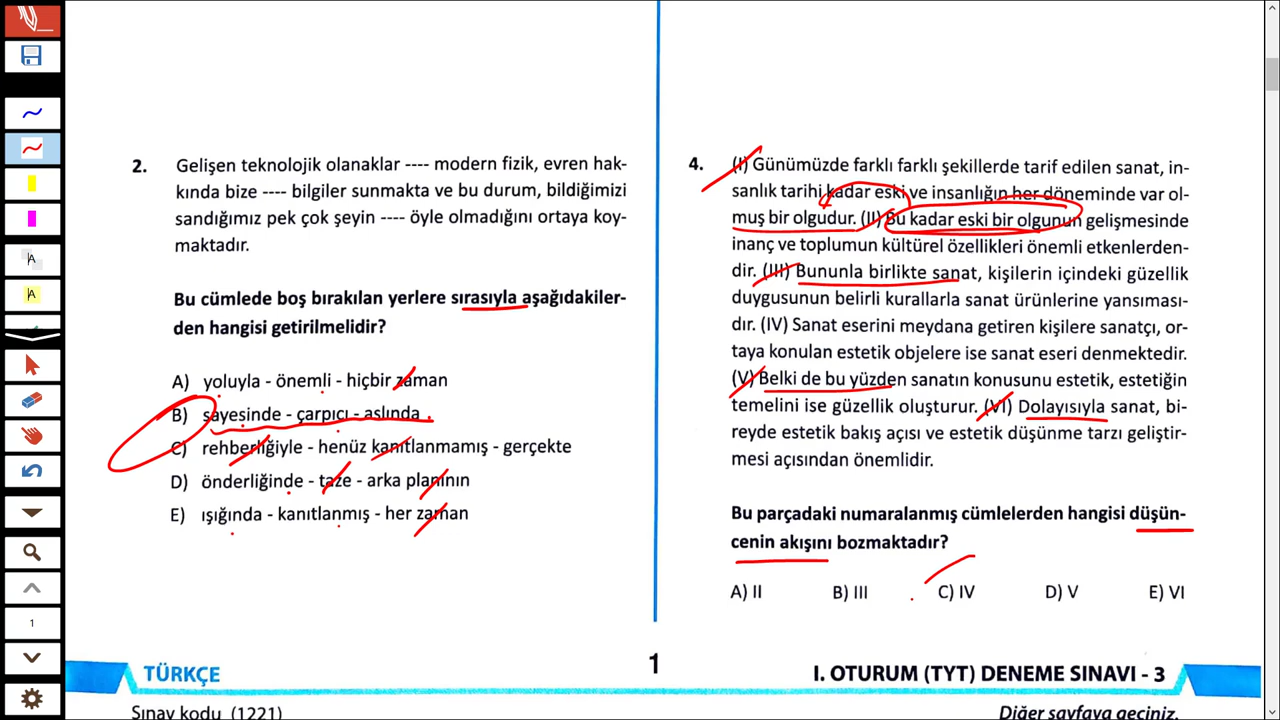 2. Gelişen teknolojik olanaklar ---- modern fizik, evren hak-
kında bize ---- bilgiler sunmakta ve bu durum, bildiğimizi
sandığımız pek çok şeyin ---- öyle olmadığını ortaya koy-
maktadır.
Bu cümlede boş bırakılan yerlere sırasıyla aşağıdakiler-
den hangisi getirilmelidir?
A) yoluyla - önemli - hiçbir zaman
B) sayesinde - çarpıcı - aslında
C) rehberliğiyle - henüz kanıtlanmamış - gerçekte
D) önderliğinde - taze - arka planının
E) ışığında - kanıtlanmış - her zaman
4. (I) Günümüzde farklı farklı şekillerde tarif edilen sanat, in-
sanlık tarihi kadar eski ve insanlığın her döneminde var ol-
muş bir olgudur. (II) Bu kadar eski bir olgunun gelişmesinde
inanç ve toplumun kültürel özellikleri önemli etkenlerden-
dir. (III) Bununla birlikte sanat, kişilerin içindeki güzellik
duygusunun belirli kurallarla sanat ürünlerine yansıması-
dır. (IV) Sanat eserini meydana getiren kişilere sanatçı, or-
taya konulan estetik objelere ise sanat eseri denmektedir.
(V) Belki de bu yüzden sanatın konusunu estetik, estetiğin
temelini ise güzellik oluşturur. (VI) Dolayısıyla sanat, bi-
reyde estetik bakış açısı ve estetik düşünme tarzı geliştir-
mesi açısından önemlidir.
Bu parçadaki numaralanmış cümlelerden hangisi düşün-
cenin akışını bozmaktadır?
A) II B) III C) IV D) V E) VI
TÜRKÇE
1
I. OTURUM (TYT) DENEME SINAVI - 3
Sınav kodu (1221)
Diğer sayfaya geçiniz.
A
A
1